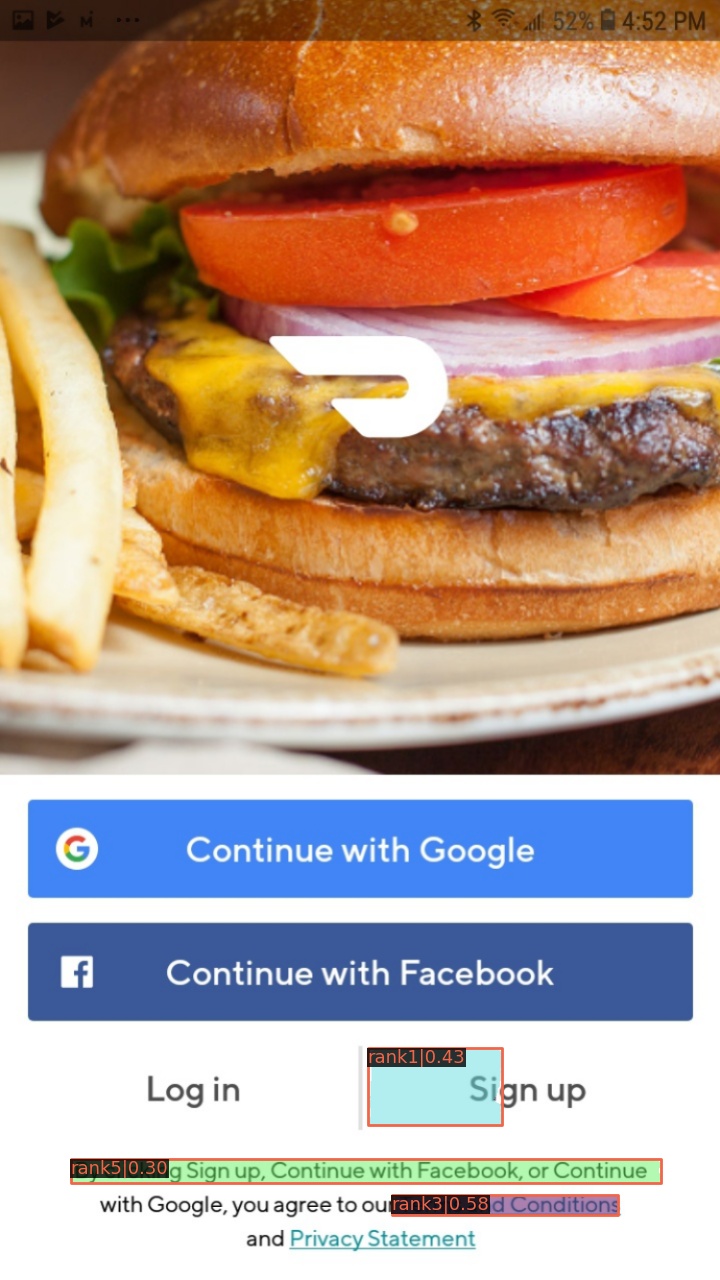 52% 4:52 PM
Continue with Google
Continue with Facebook
rank1|0.43
Log in
Sign up
rank5|0.30
g Sign up, Continue with Facebook, or Continue
with Google, you agree to our
rank3|0.58
d Conditions
and Privacy Statement